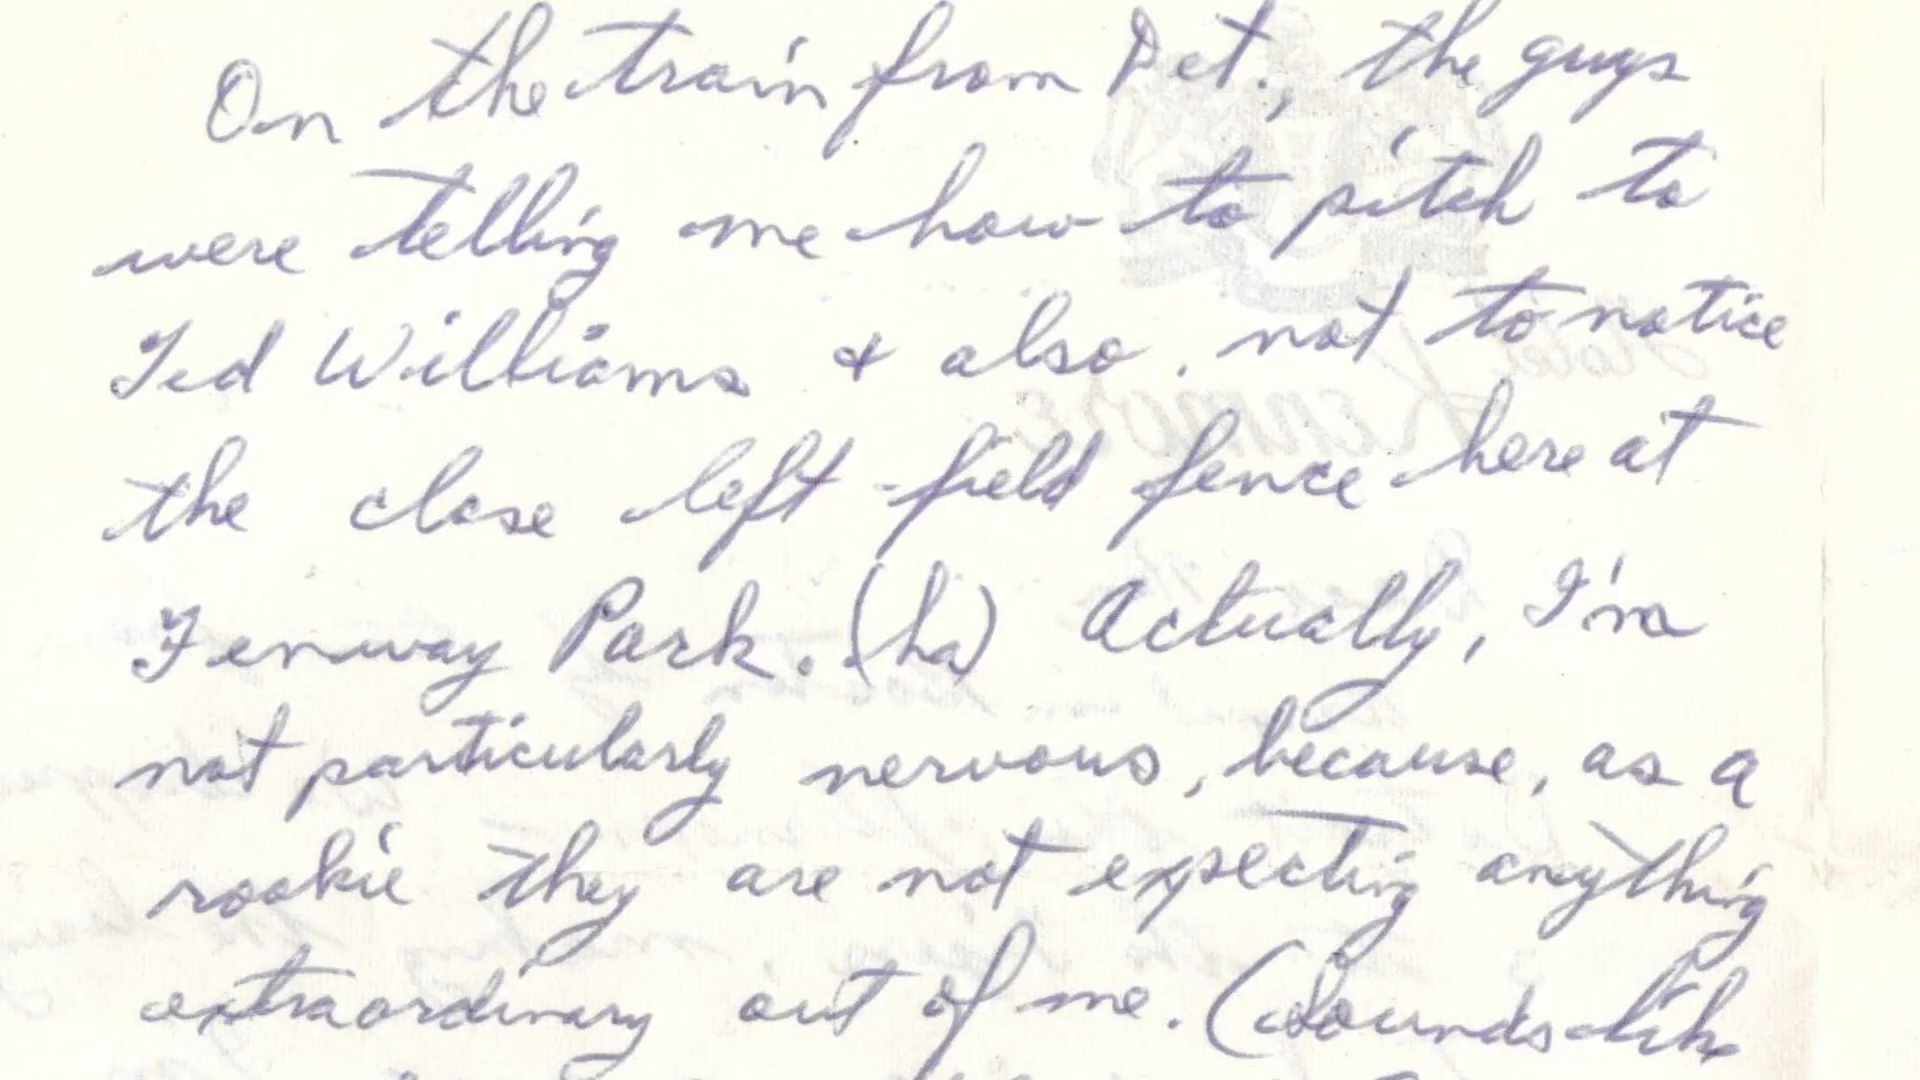 On the train from Det., the guys
were telling me how to pitch to
Ted Williams & also, not to notice
the close left-field fence here at
Fenway Park. (ha) Actually, I'm
not particularly nervous, because, as a
rookie they are not expecting anything
extraordinary out of me. (Sounds like
Hotel
Kenmore